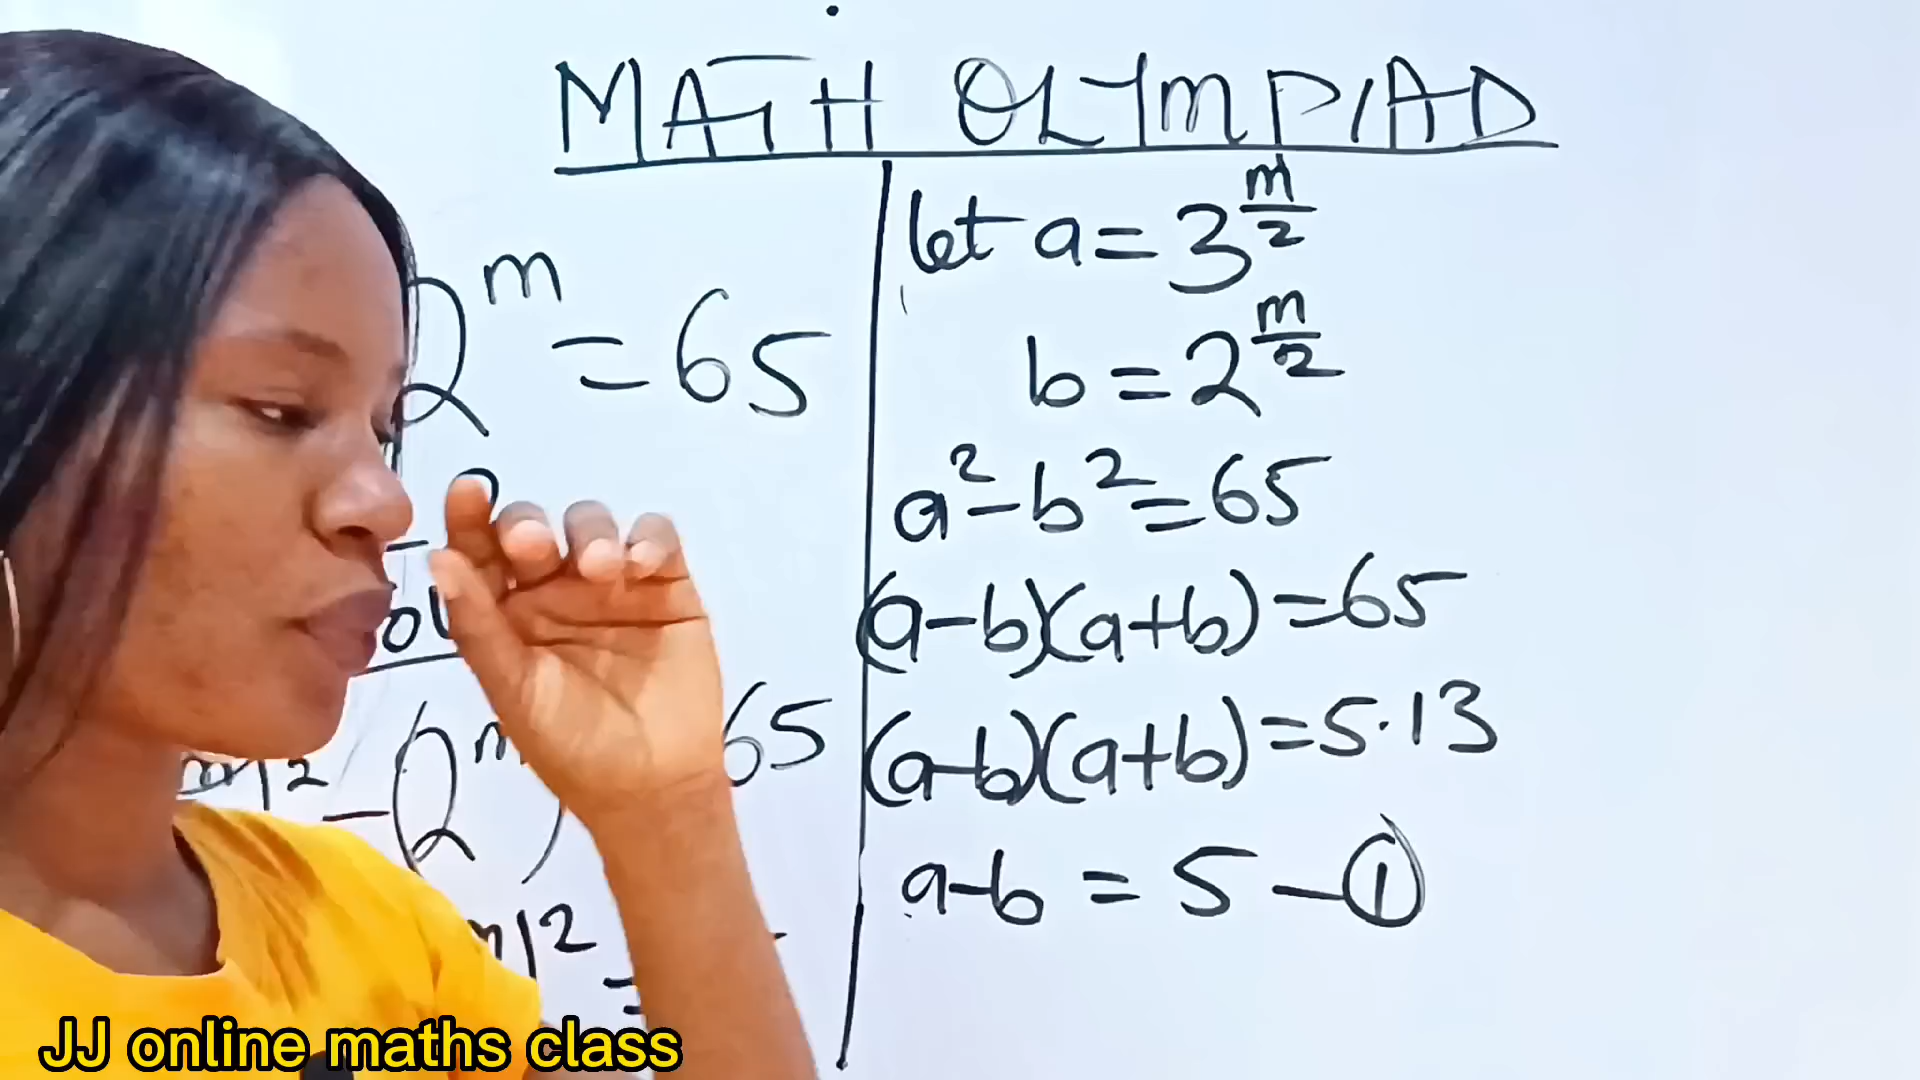 MATH OLYMPIAD
2^m = 65
65
let a = 3^(m/2)
b = 2^(m/2)
a² - b² = 65
(a-b)(a+b) = 65
(a-b)(a+b) = 5·13
a-b = 5 - ①
JJ online maths class